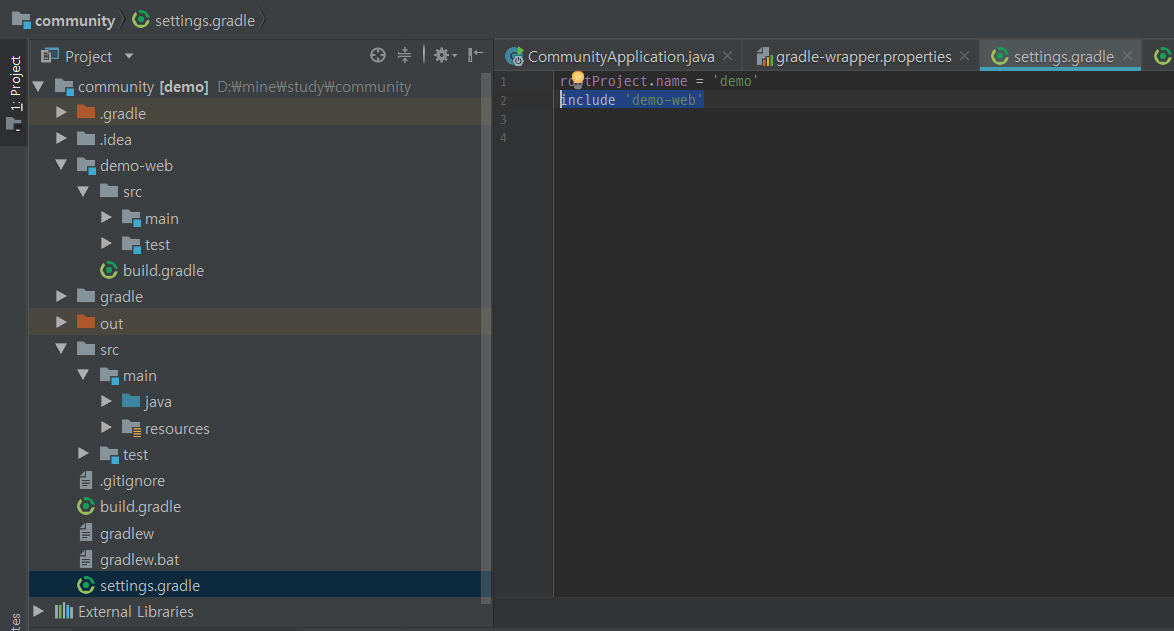 community
settings.gradle
1: Project
Project
CommunityApplication.java
gradle-wrapper.properties
settings.gradle
community [demo] D:₩mine₩study₩community
.gradle
.idea
demo-web
src
main
test
build.gradle
gradle
out
src
main
java
resources
test
.gitignore
build.gradle
gradlew
gradlew.bat
settings.gradle
External Libraries
1 rootProject.name = 'demo'
2 include 'demo-web'
3
4